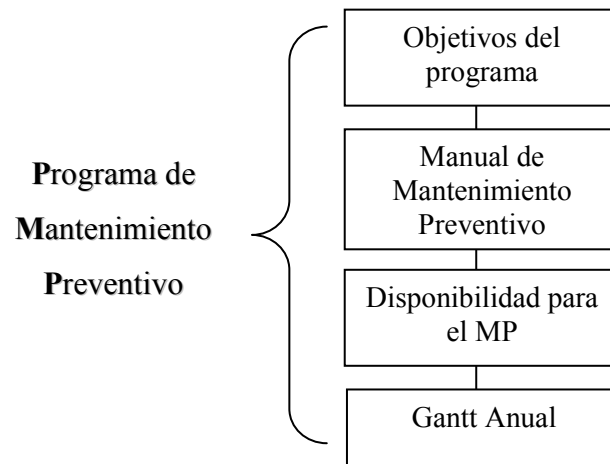 Programa de
Mantenimiento
Preventivo
Objetivos del
programa
Manual de
Mantenimiento
Preventivo
Disponibilidad para
el MP
Gantt Anual